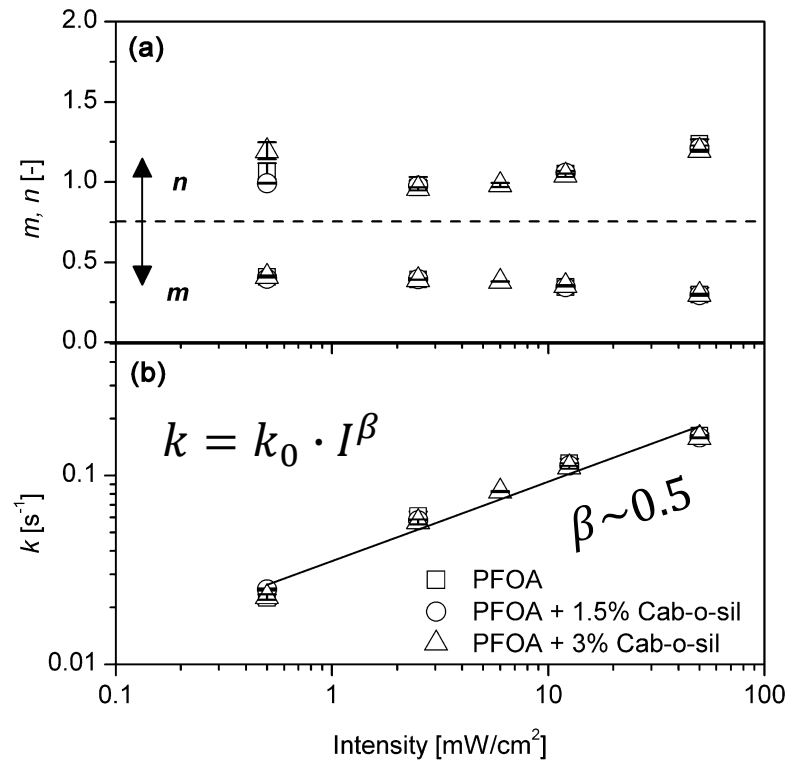 (a)
2.0
1.5
1.0
0.5
0.0
m, n [-]
n
m
(b)
k = k₀ · I^β
0.1
0.01
k [s⁻¹]
β~0.5
PFOA
PFOA + 1.5% Cab-o-sil
PFOA + 3% Cab-o-sil
0.1 1 10 100
Intensity [mW/cm²]